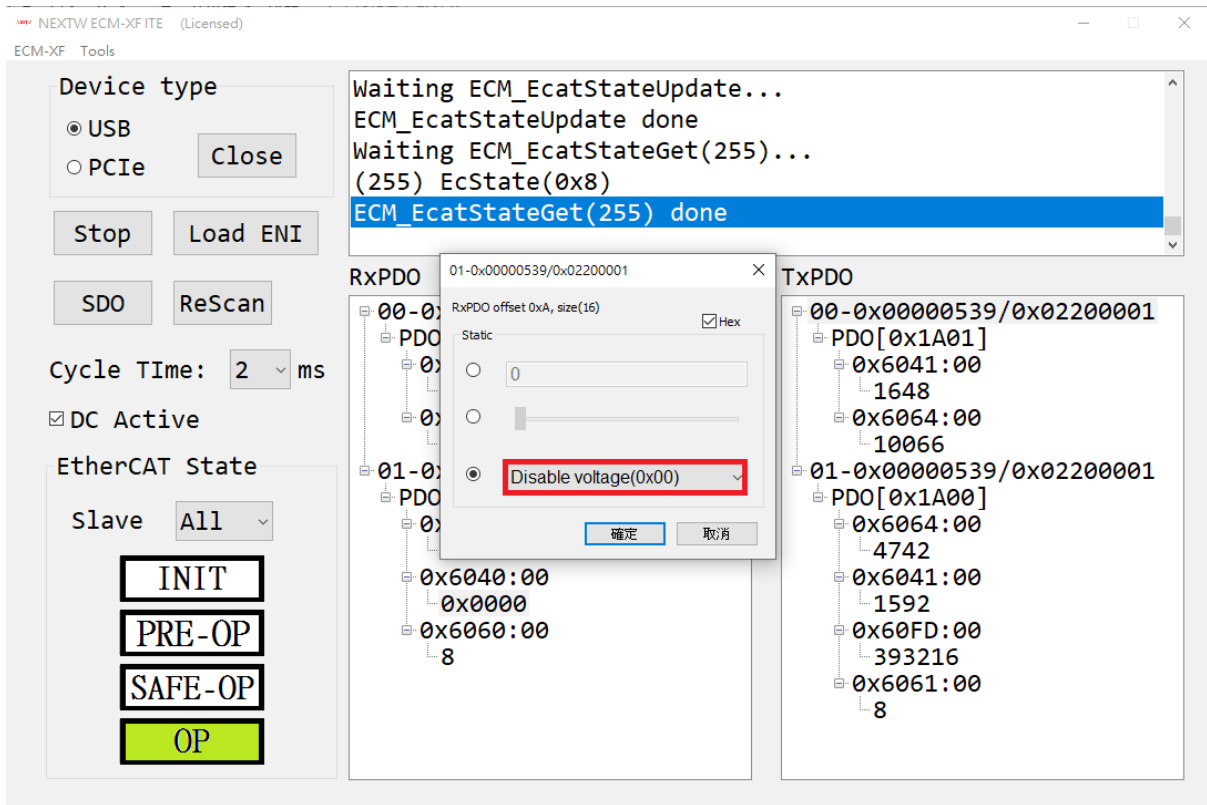 NEXTW ECM-XF ITE (Licensed)
ECM-XF Tools
Device type
USB
PCIe
Close
Stop
Load ENI
SDO
ReScan
Cycle TIme: 2 ms
DC Active
EtherCAT State
Slave All
INIT
PRE-OP
SAFE-OP
OP
Waiting ECM_EcatStateUpdate...
ECM_EcatStateUpdate done
Waiting ECM_EcatStateGet(255)...
(255) EcState(0x8)
ECM_EcatStateGet(255) done
RxPDO
00-0x
PDO
0x
0x
01-0x
PDO
0x
0x6040:00
0x0000
0x6060:00
8
01-0x00000539/0x02200001
RxPDO offset 0xA, size(16)
Hex
Static
0
Disable voltage(0x00)
確定
取消
TxPDO
00-0x00000539/0x02200001
PDO[0x1A01]
0x6041:00
1648
0x6064:00
10066
01-0x00000539/0x02200001
PDO[0x1A00]
0x6064:00
4742
0x6041:00
1592
0x60FD:00
393216
0x6061:00
8